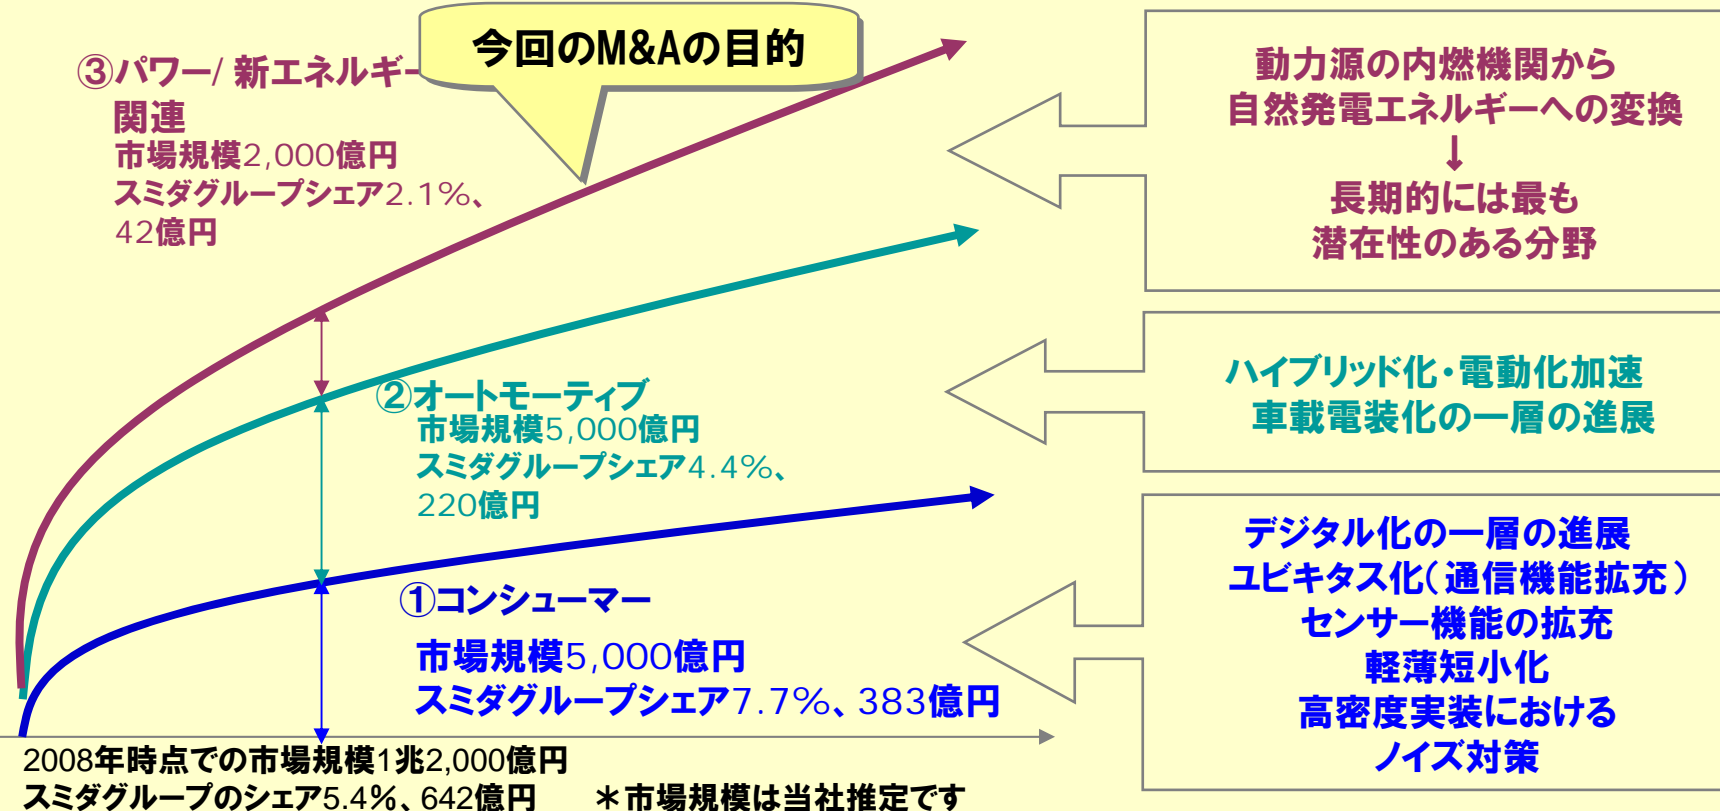 今回のM&Aの目的
③パワー/ 新エネルギー
関連
市場規模2,000億円
スミダグループシェア2.1%、
42億円
②オートモーティブ
市場規模5,000億円
スミダグループシェア4.4%、
220億円
①コンシューマー
市場規模5,000億円
スミダグループシェア7.7%、383億円
2008年時点での市場規模1兆2,000億円
スミダグループのシェア5.4%、642億円 ＊市場規模は当社推定です
動力源の内燃機関から
自然発電エネルギーへの変換
↓
長期的には最も
潜在性のある分野
ハイブリッド化・電動化加速
車載電装化の一層の進展
デジタル化の一層の進展
ユビキタス化（通信機能拡充）
センサー機能の拡充
軽薄短小化
高密度実装における
ノイズ対策